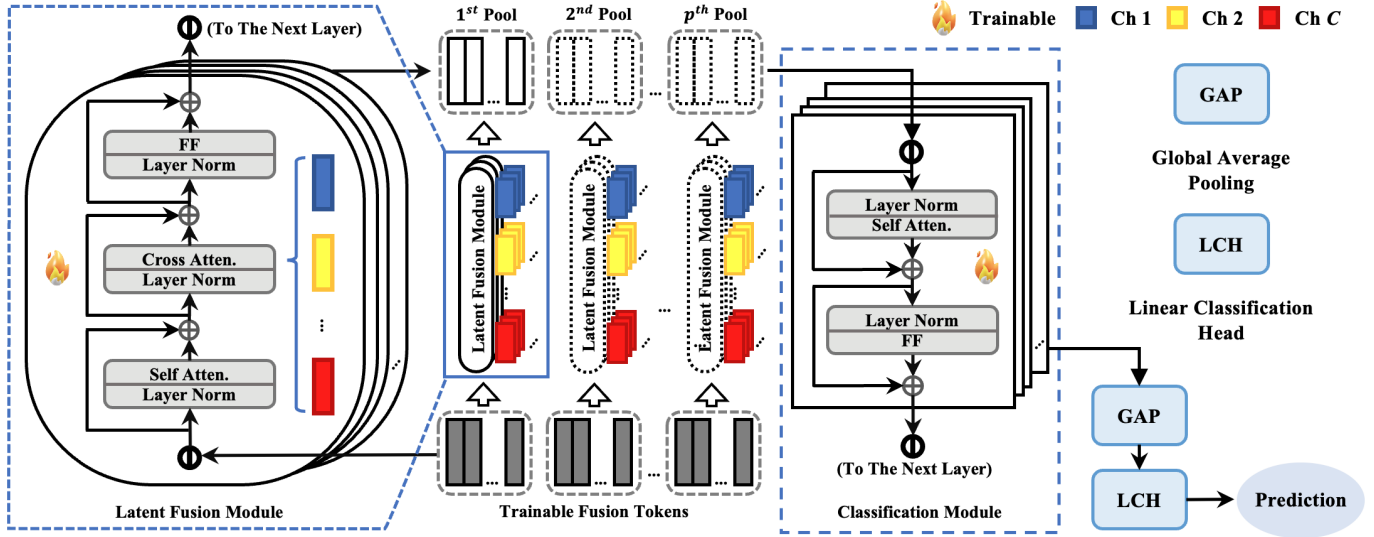 (To The Next Layer)
FF
Layer Norm
Cross Atten.
Layer Norm
...
Self Atten.
Layer Norm
Latent Fusion Module
1st Pool
2nd Pool
pth Pool
...
...
...
...
Latent Fusion Module
Latent Fusion Module
Latent Fusion Module
...
...
...
...
...
Trainable Fusion Tokens
Trainable
Ch 1
Ch 2
Ch C
Layer Norm
Self Atten.
Layer Norm
FF
(To The Next Layer)
Classification Module
GAP
Global Average
Pooling
LCH
Linear Classification
Head
GAP
LCH
Prediction